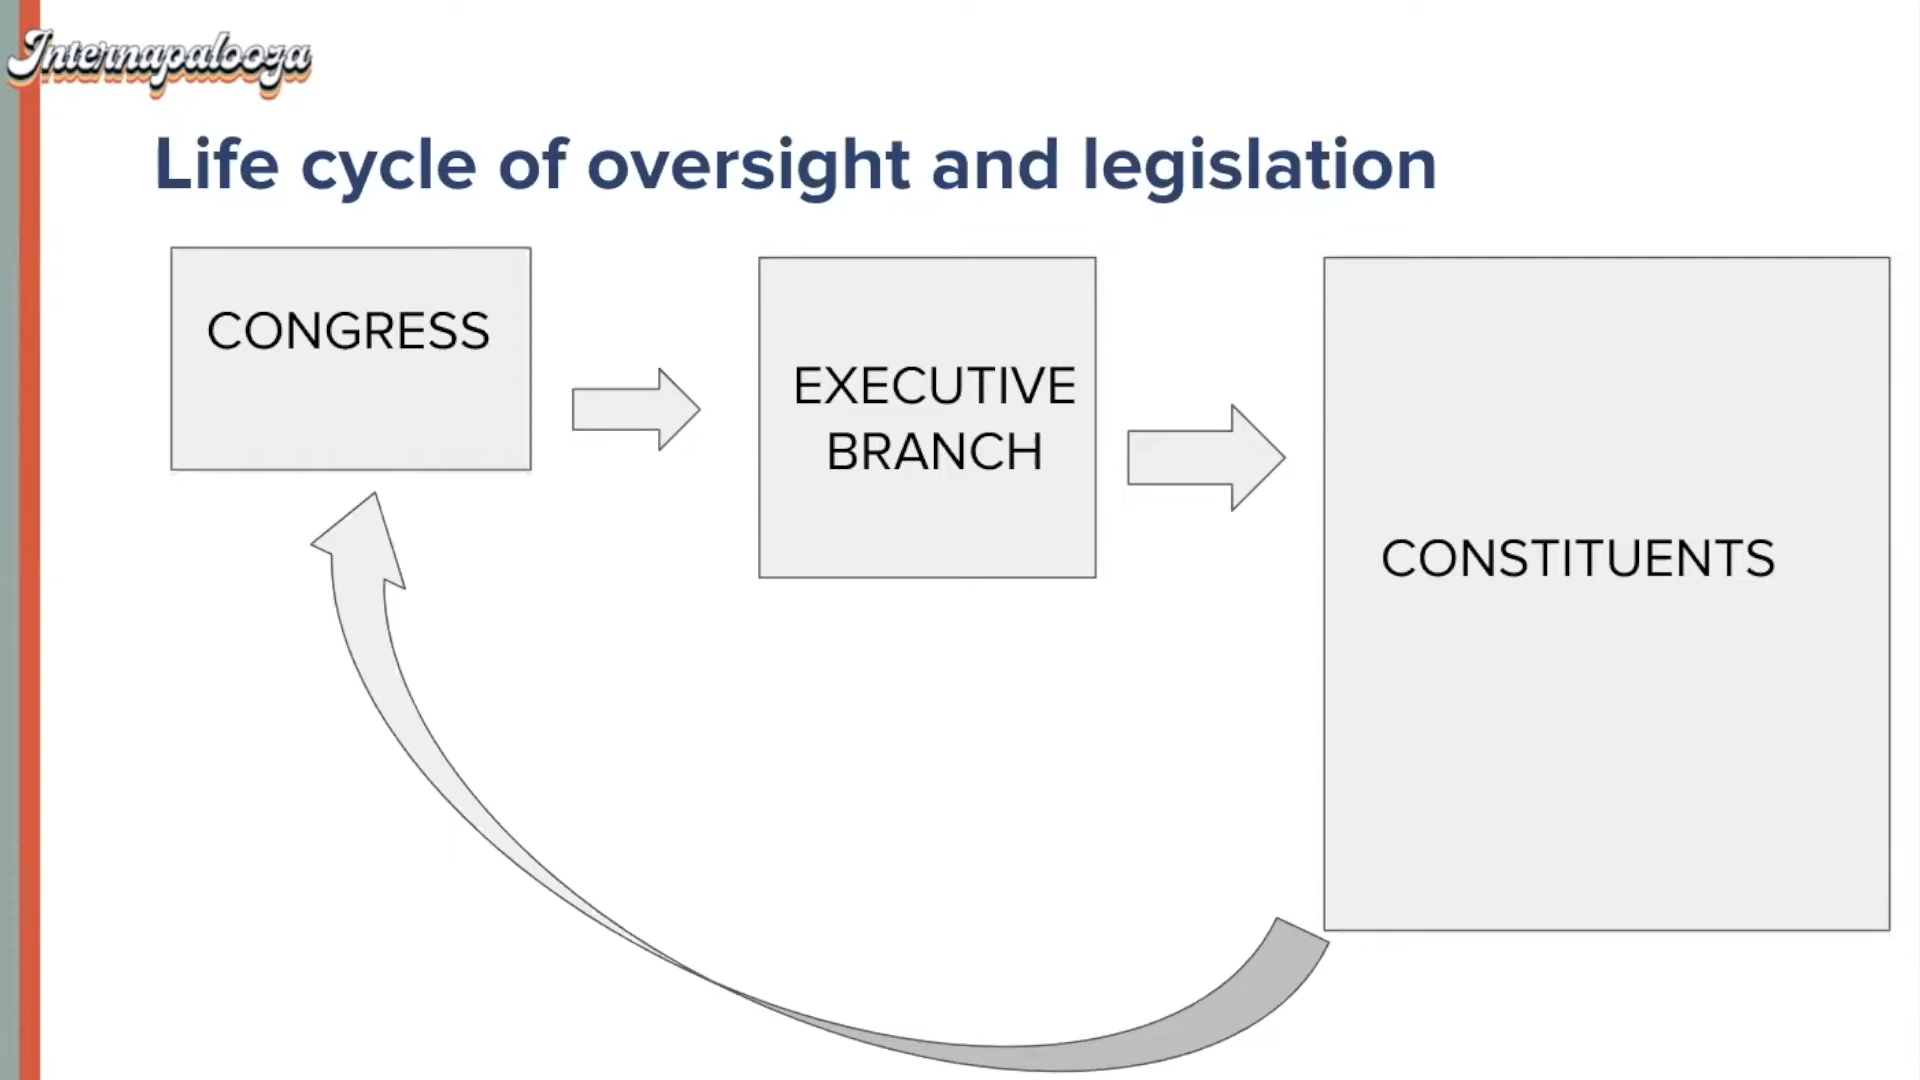 Internapalooza
Life cycle of oversight and legislation
CONGRESS
EXECUTIVE
BRANCH
CONSTITUENTS